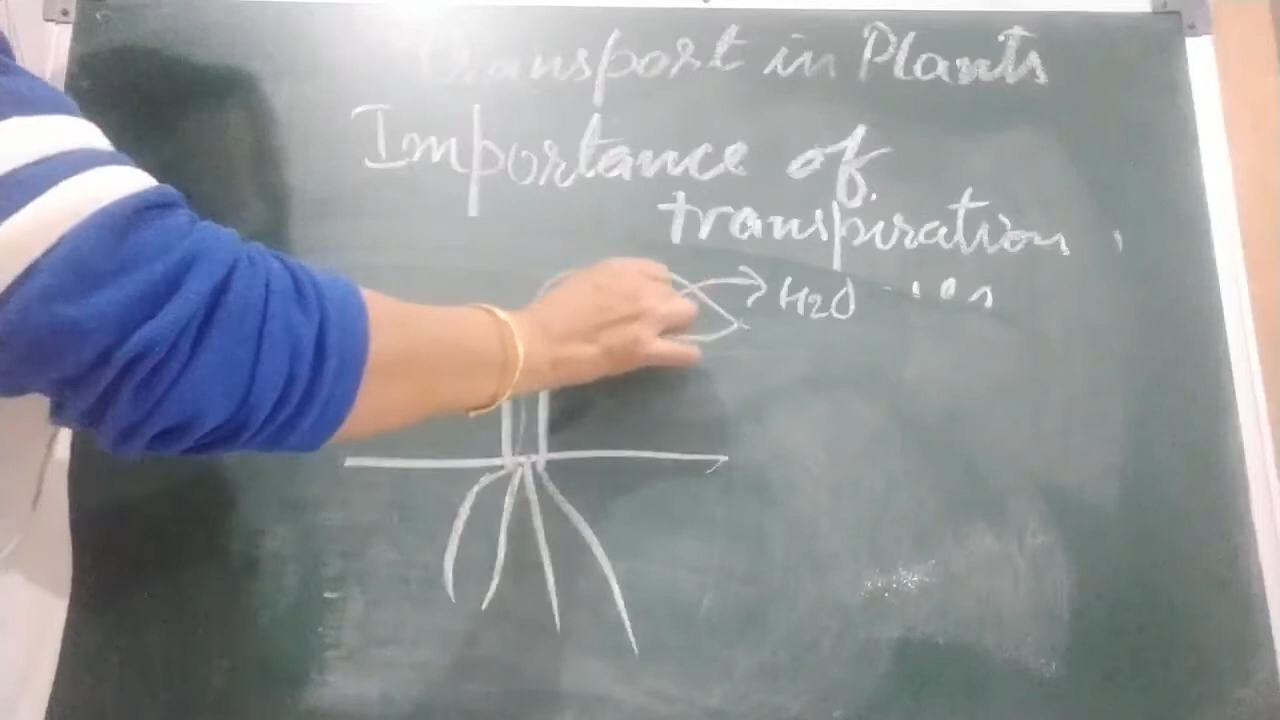 Transport in Plants
Importance of
transpiration,
H2O